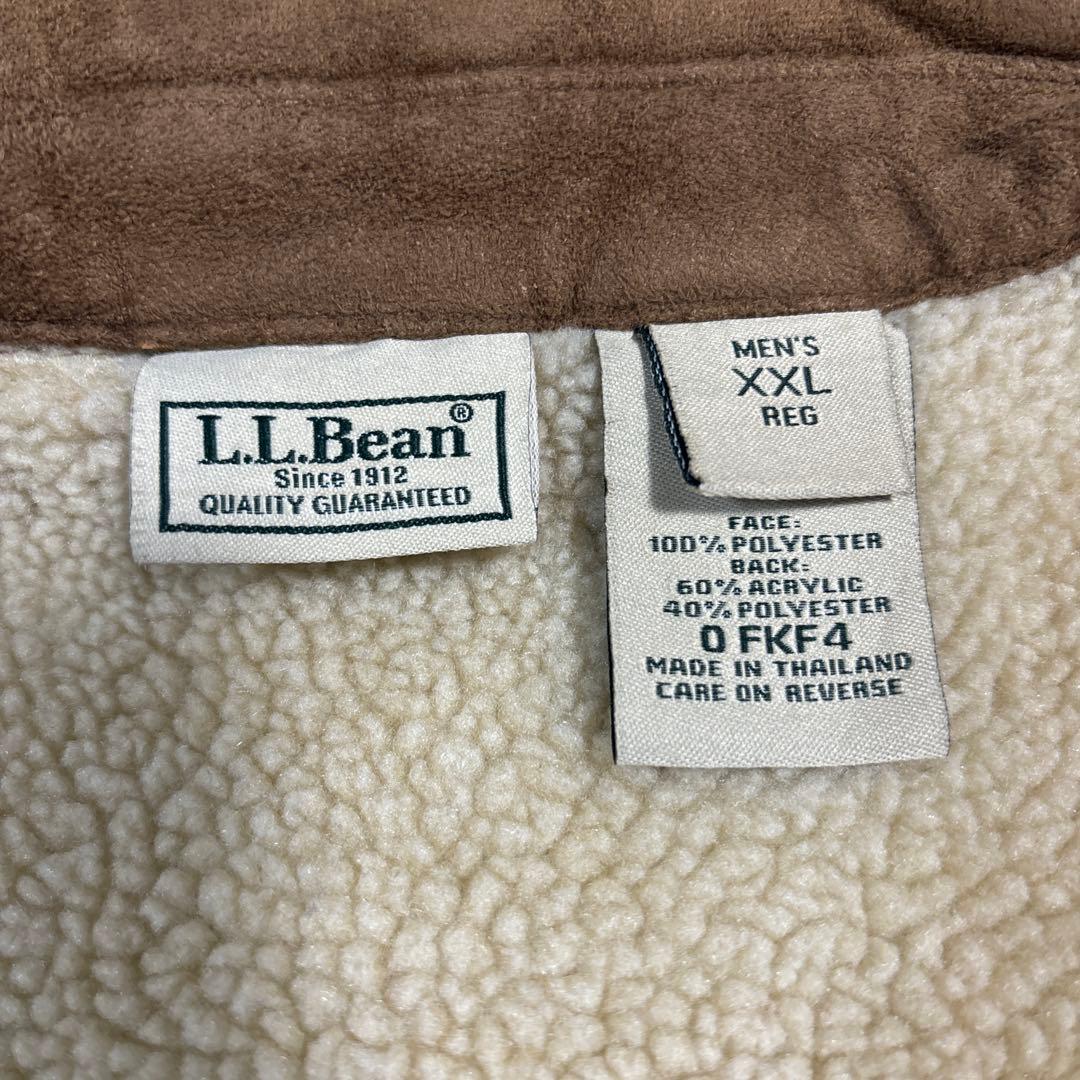 L.L.Bean®
Since 1912
QUALITY GUARANTEED
MEN'S
XXL
REG
FACE:
100% POLYESTER
BACK:
60% ACRYLIC
40% POLYESTER
0 FKF4
MADE IN THAILAND
CARE ON REVERSE